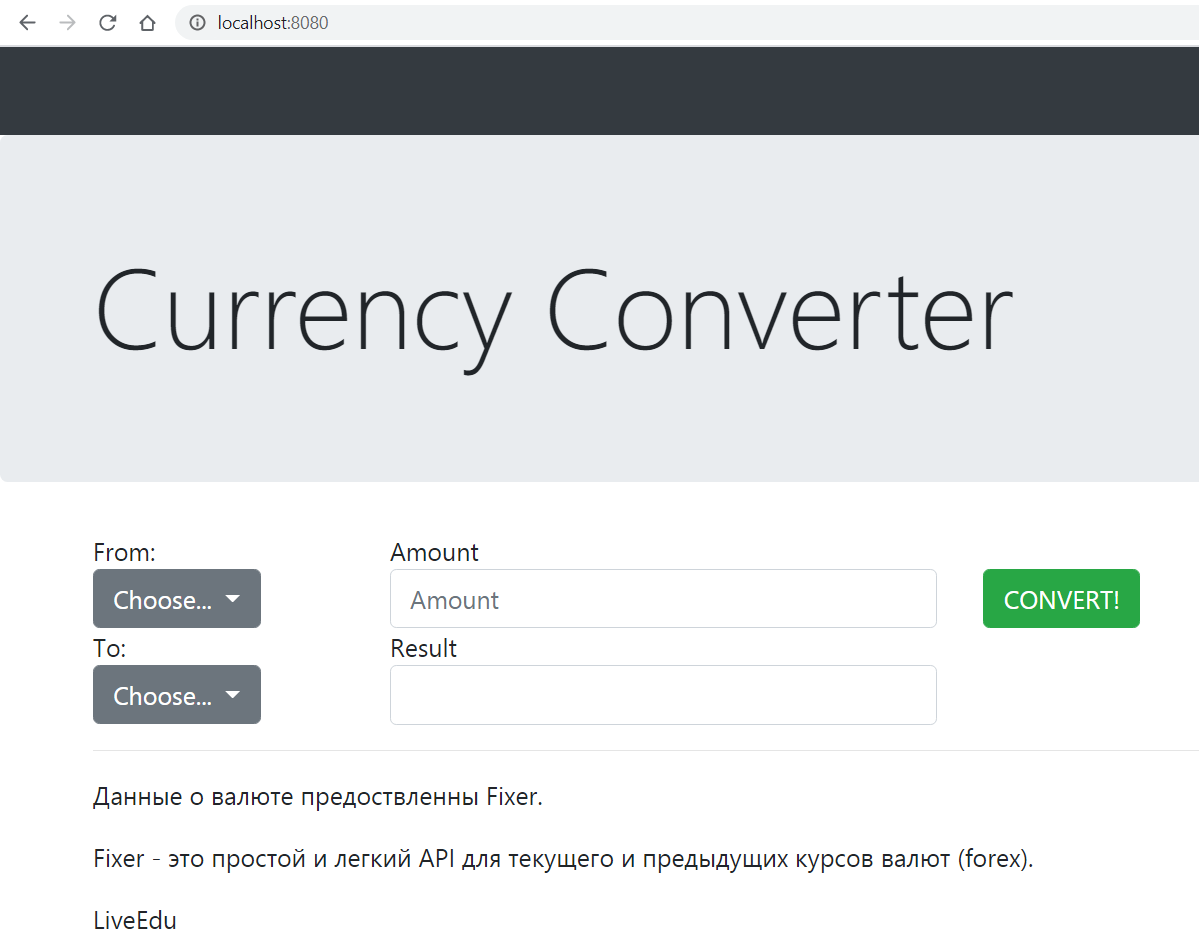 localhost:8080
Currency Converter
From:
Amount
Choose...
Amount
CONVERT!
To:
Result
Choose...
Данные о валюте предоствленны Fixer.
Fixer - это простой и легкий API для текущего и предыдущих курсов валют (forex).
LiveEdu